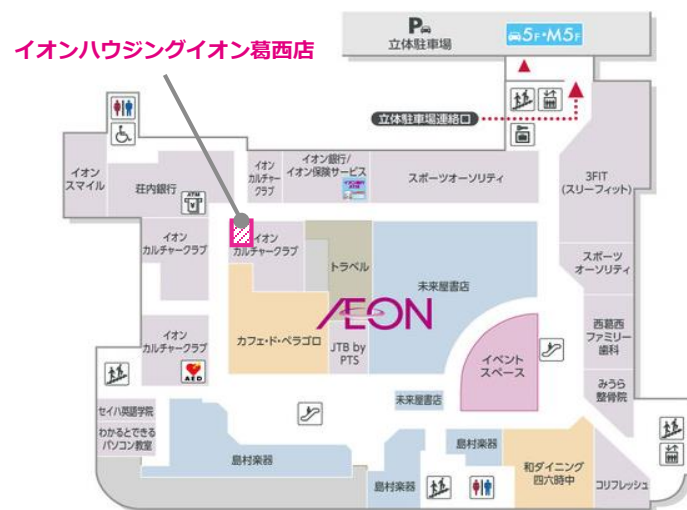 イオンハウジングイオン葛西店
P
立体駐車場
5F・M5F
立体駐車場連絡口
イオン
スマイル
荘内銀行
ATM
イオン
カルチャー
クラブ
イオン銀行/
イオン保険サービス
スポーツオーソリティ
3FIT
(スリーフィット)
イオン
カルチャークラブ
イオン
カルチャークラブ
トラベル
未来屋書店
スポーツ
オーソリティ
ÆON
カフェ・ド・ペラゴロ
JTB by
PTS
イベント
スペース
西葛西
ファミリー
歯科
イオン
カルチャークラブ
AED
みうら
整骨院
未来屋書店
セイハ英語学院
わかるとできる
パソコン教室
島村楽器
島村楽器
島村楽器
和ダイニング
四六時中
コリフレッシュ